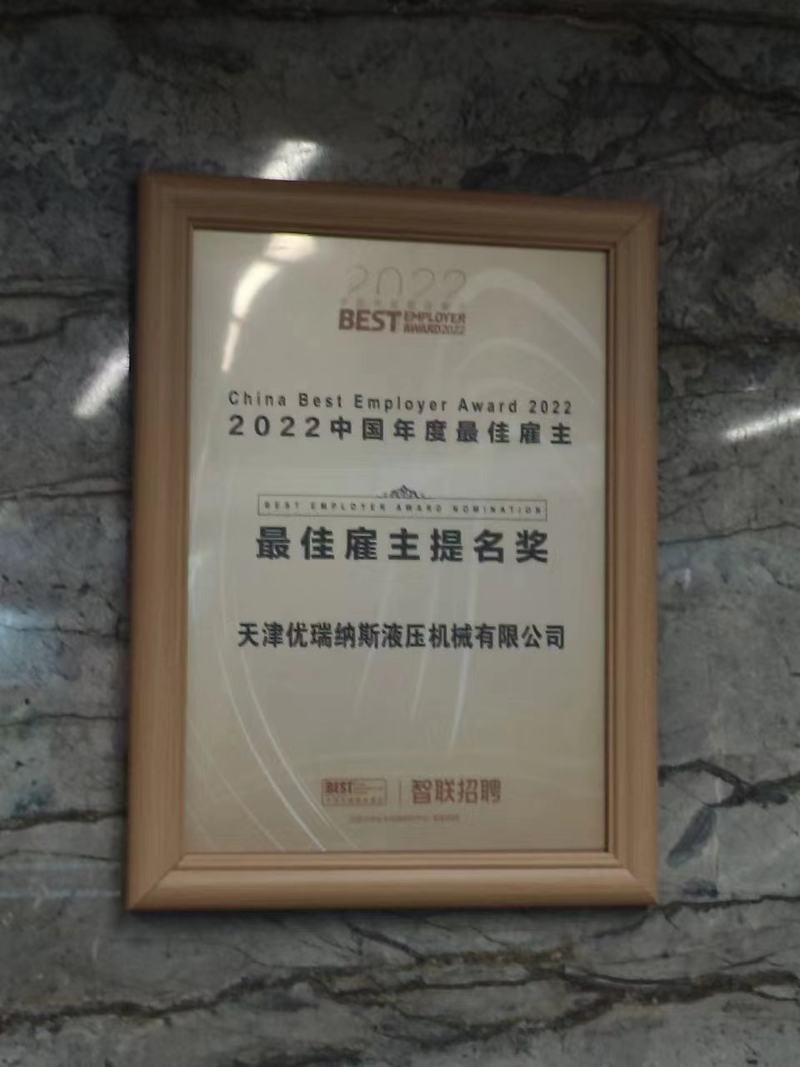 2022
BEST EMPLOYER
AWARD2022
China Best Employer Award 2022
2022中国年度最佳雇主
BEST EMPLOYER AWARD NOMINATION
最佳雇主提名奖
天津优瑞纳斯液压机械有限公司
BEST 智联招聘